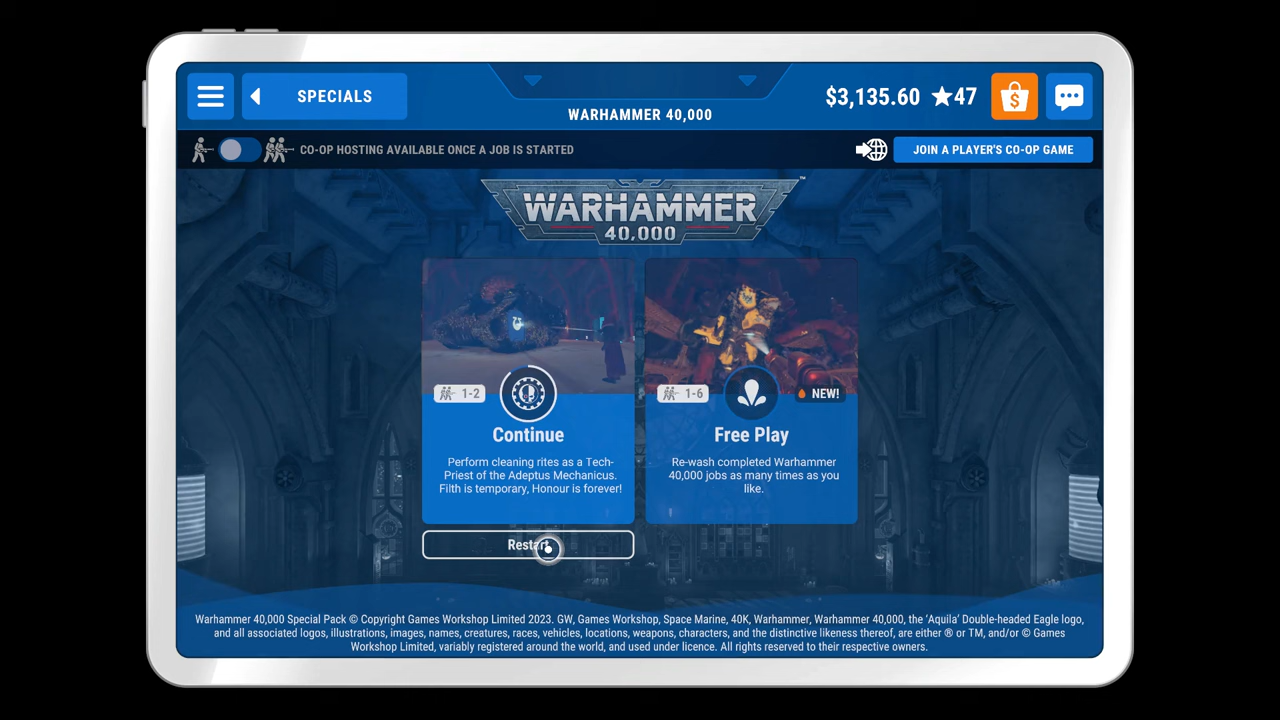 SPECIALS
WARHAMMER 40,000
$3,135.60 ★47
$
CO-OP HOSTING AVAILABLE ONCE A JOB IS STARTED
JOIN A PLAYER'S CO-OP GAME
WARHAMMER™
40,000
1-2
Continue
Perform cleaning rites as a Tech-
Priest of the Adeptus Mechanicus.
Filth is temporary, Honour is forever!
1-6
NEW!
Free Play
Re-wash completed Warhammer
40,000 jobs as many times as you
like.
Restart
Warhammer 40,000 Special Pack © Copyright Games Workshop Limited 2023. GW, Games Workshop, Space Marine, 40K, Warhammer, Warhammer 40,000, the 'Aquila' Double-headed Eagle logo,
and all associated logos, illustrations, images, names, creatures, races, vehicles, locations, weapons, characters, and the distinctive likeness thereof, are either ® or TM, and/or © Games
Workshop Limited, variably registered around the world, and used under licence. All rights reserved to their respective owners.